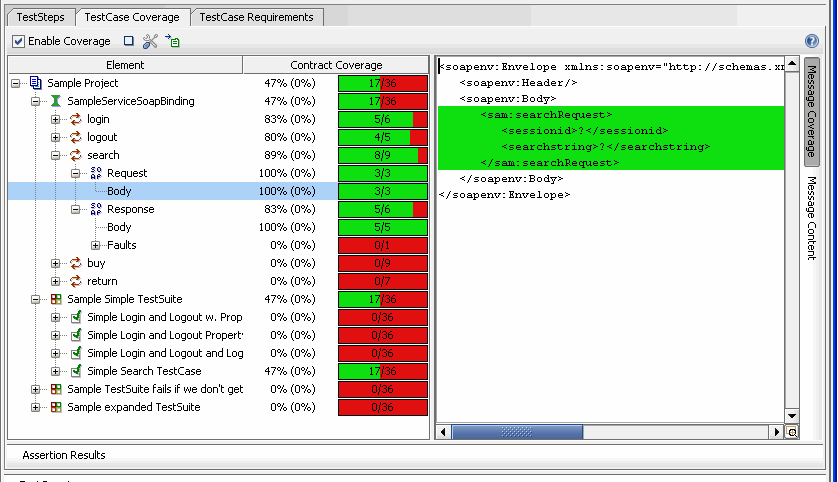 TestSteps TestCase Coverage TestCase Requirements
Enable Coverage
Element Contract Coverage
Sample Project 47% (0%) 17/36
SampleServiceSoapBinding 47% (0%) 17/36
login 83% (0%) 5/6
logout 80% (0%) 4/5
search 89% (0%) 8/9
Request 100% (0%) 3/3
Body 100% (0%) 3/3
Response 83% (0%) 5/6
Body 100% (0%) 5/5
Faults 0% (0%) 0/1
buy 0% (0%) 0/9
return 0% (0%) 0/7
Sample Simple TestSuite 47% (0%) 17/36
Simple Login and Logout w. Prop 0% (0%) 0/36
Simple Login and Logout Property 0% (0%) 0/36
Simple Login and Logout and Log 0% (0%) 0/36
Simple Search TestCase 47% (0%) 17/36
Sample TestSuite fails if we don't get 0% (0%) 0/36
Sample expanded TestSuite 0% (0%) 0/36
<soapenv:Envelope xmlns:soapenv="http://schemas.xm
<soapenv:Header/>
<soapenv:Body>
<sam:searchRequest>
<sessionid>?</sessionid>
<searchstring>?</searchstring>
</sam:searchRequest>
</soapenv:Body>
</soapenv:Envelope>
Message Coverage
Message Content
Assertion Results